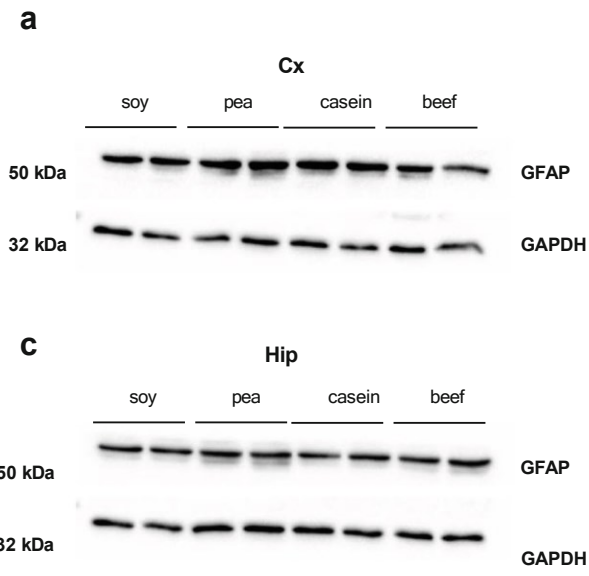 a
Cx
soy pea casein beef
50 kDa GFAP
32 kDa GAPDH
c
Hip
soy pea casein beef
50 kDa GFAP
32 kDa GAPDH